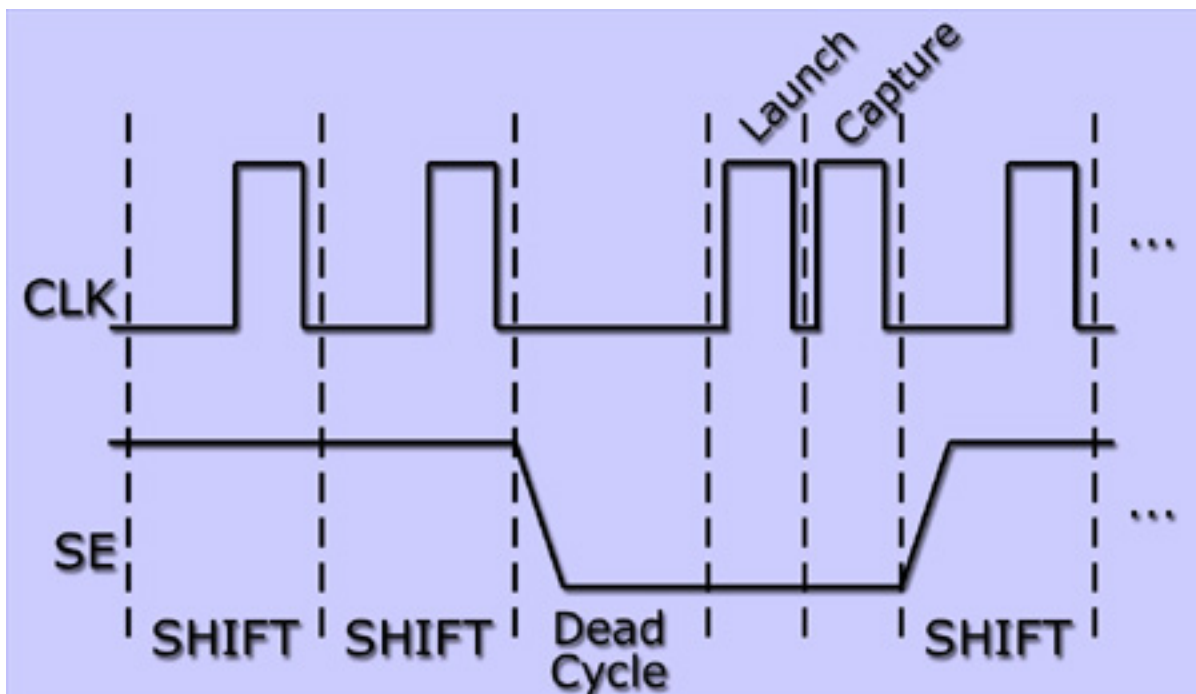 Launch
Capture
CLK
...
SE
...
SHIFT
SHIFT
Dead
Cycle
SHIFT